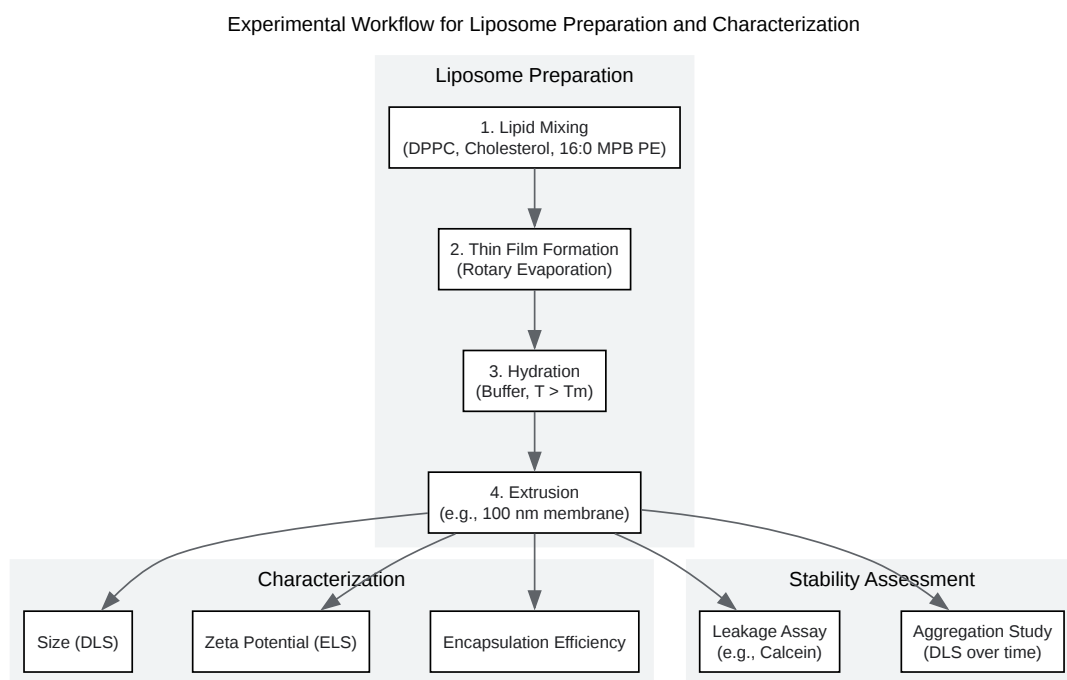 Experimental Workflow for Liposome Preparation and Characterization
Liposome Preparation
1. Lipid Mixing
(DPPC, Cholesterol, 16:0 MPB PE)
2. Thin Film Formation
(Rotary Evaporation)
3. Hydration
(Buffer, T > Tm)
4. Extrusion
(e.g., 100 nm membrane)
Characterization
Size (DLS)
Zeta Potential (ELS)
Encapsulation Efficiency
Stability Assessment
Leakage Assay
(e.g., Calcein)
Aggregation Study
(DLS over time)